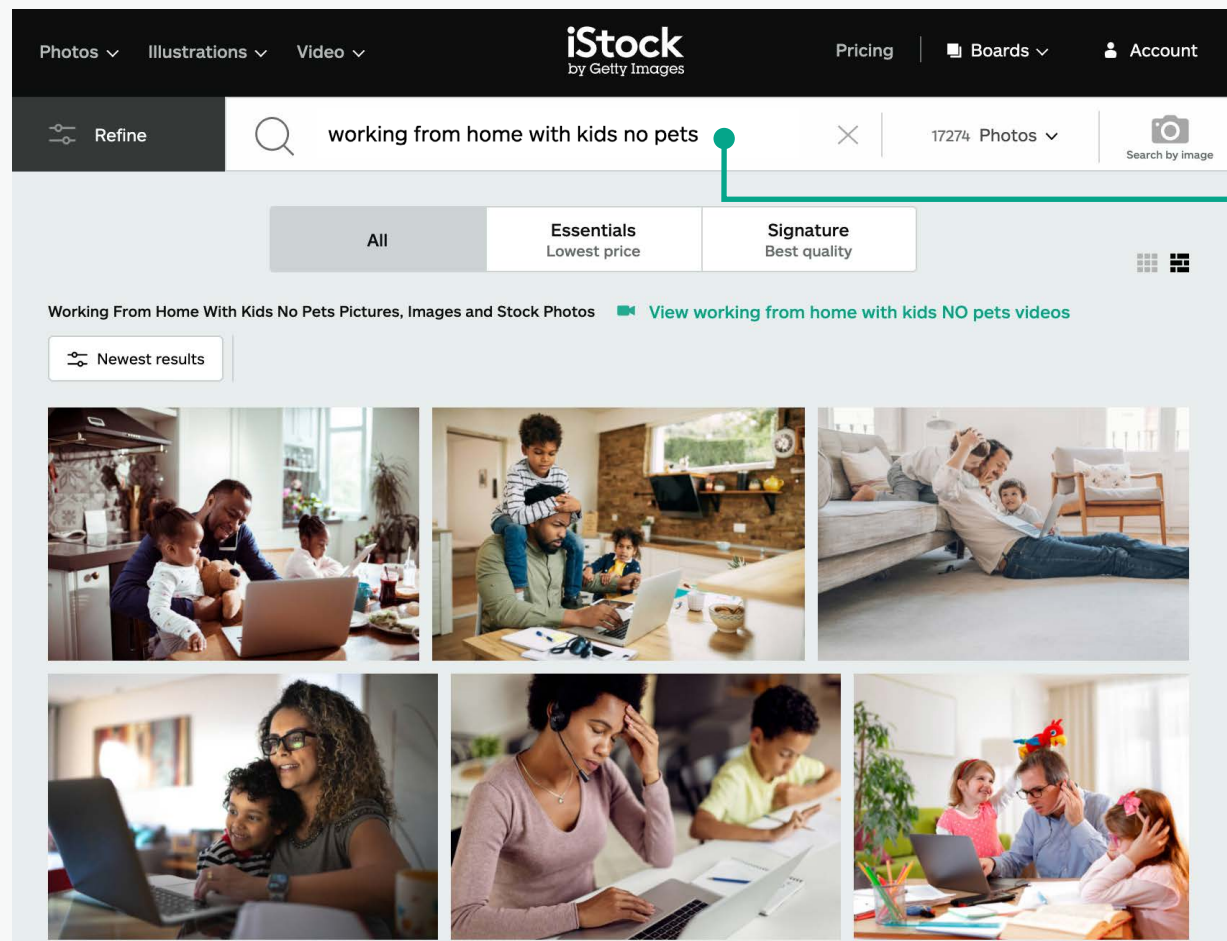 Photos
Illustrations
Video
iStock
by Getty Images
Pricing
Boards
Account
Refine
working from home with kids no pets
17274 Photos
Search by image
All
Essentials
Lowest price
Signature
Best quality
Working From Home With Kids No Pets Pictures, Images and Stock Photos
View working from home with kids NO pets videos
Newest results